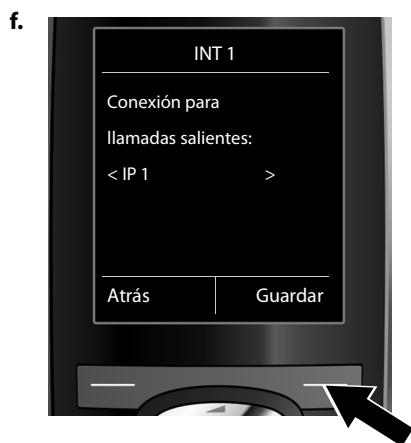 f.
INT 1
Conexión para
llamadas salientes:
< IP 1 >
Atrás Guardar